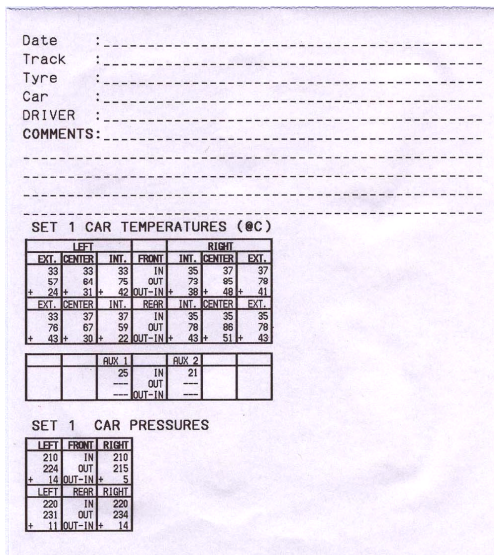 Date :
Track :
Tyre :
Car :
DRIVER :
COMMENTS:
SET 1 CAR TEMPERATURES (@C)
LEFT RIGHT
EXT. CENTER INT. FRONT INT. CENTER EXT.
33 33 33 IN 35 37 37
57 64 75 OUT 73 85 78
+ 24 + 31 + 42 OUT-IN + 38 + 48 + 41
EXT. CENTER INT. REAR INT. CENTER EXT.
33 37 37 IN 35 35 35
76 67 59 OUT 78 86 78
+ 43 + 30 + 22 OUT-IN + 43 + 51 + 43
AUX 1 AUX 2
25 IN 21
--- OUT ---
--- OUT-IN ---
SET 1 CAR PRESSURES
LEFT FRONT RIGHT
210 IN 210
224 OUT 215
+ 14 OUT-IN + 5
LEFT REAR RIGHT
220 IN 220
231 OUT 234
+ 11 OUT-IN + 14